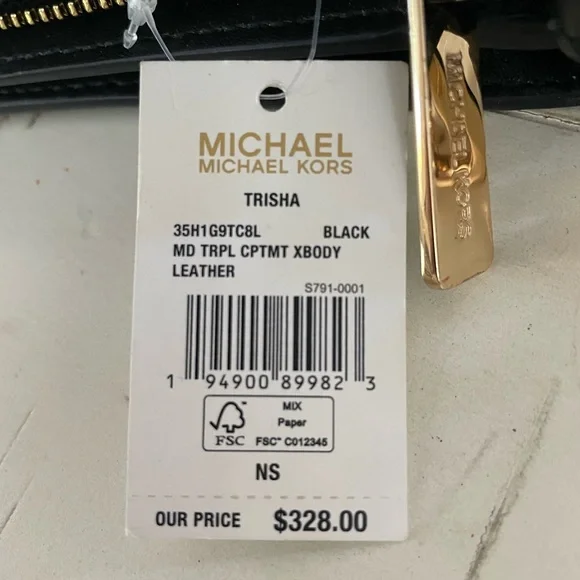 MICHAEL
MICHAEL KORS
TRISHA
35H1G9TC8L BLACK
MD TRPL CPTMT XBODY
LEATHER
S791-0001
1 94900 89982 3
FSC
MIX
Paper
FSC™ C012345
NS
OUR PRICE $328.00
MICHAEL KORS